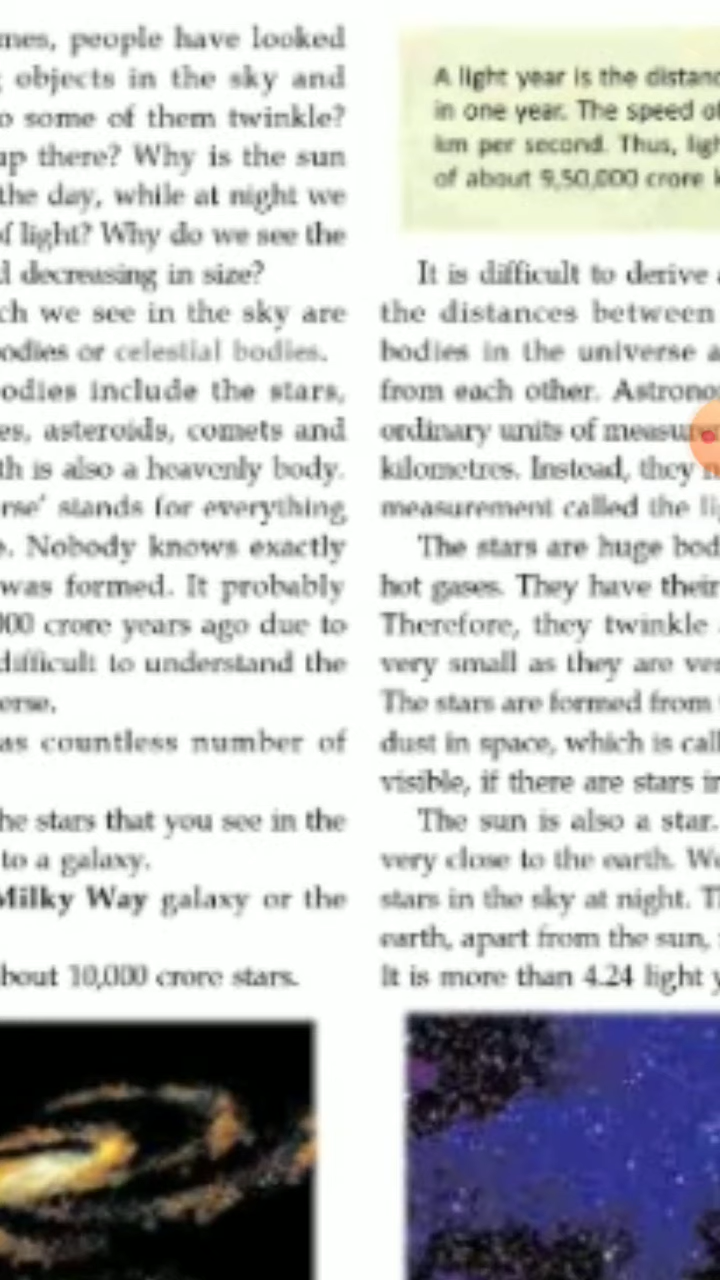 mes, people have looked
objects in the sky and
o some of them twinkle?
up there? Why is the sun
the day, while at night we
of light? Why do we see the
d decreasing in size?
ch we see in the sky are
odies or celestial bodies.
odies include the stars,
es, asteroids, comets and
th is also a heavenly body.
rse' stands for everything
e. Nobody knows exactly
was formed. It probably
000 crore years ago due to
difficult to understand the
erse.
as countless number of
he stars that you see in the
to a galaxy.
Milky Way galaxy or the
bout 10,000 crore stars.
A light year is the distanc
in one year. The speed of
km per second. Thus, ligh
of about 9,50,000 crore k
It is difficult to derive a
the distances between
bodies in the universe a
from each other. Astrono
ordinary units of measure
kilometres. Instead, they
measurement called the lig
The stars are huge bod
hot gases. They have their
Therefore, they twinkle
very small as they are ver
The stars are formed from
dust in space, which is call
visible, if there are stars in
The sun is also a star.
very close to the earth. We
stars in the sky at night. Th
earth, apart from the sun,
It is more than 4.24 light y